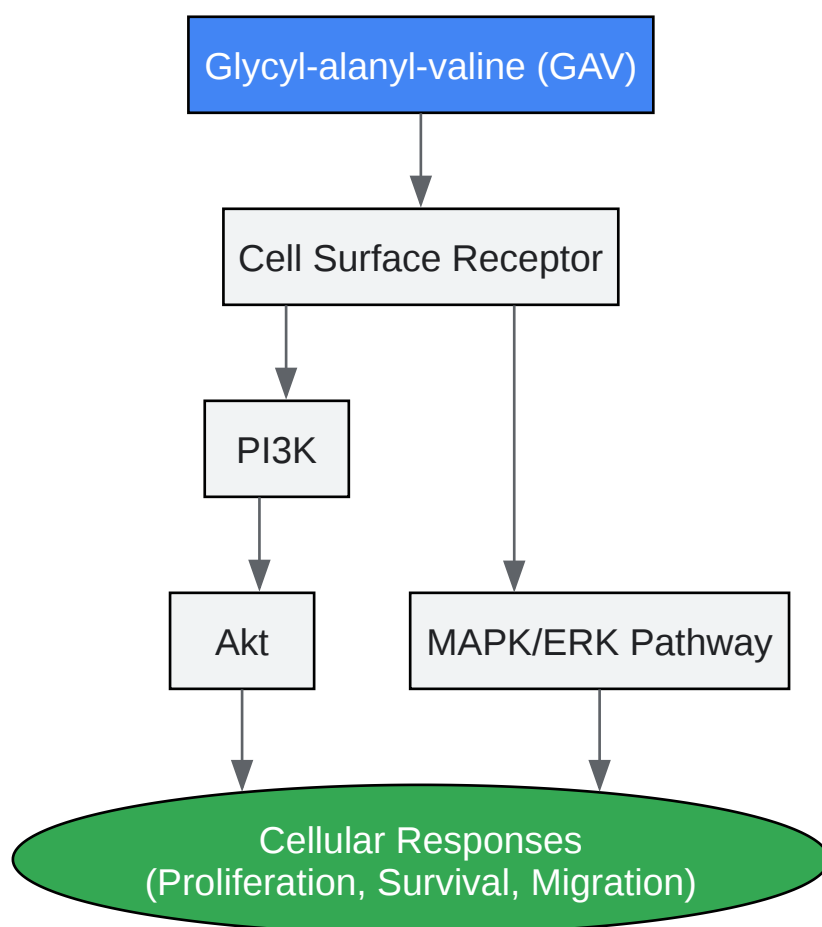 Glycyl-alanyl-valine (GAV)
Cell Surface Receptor
PI3K
Akt
MAPK/ERK Pathway
Cellular Responses
(Proliferation, Survival, Migration)